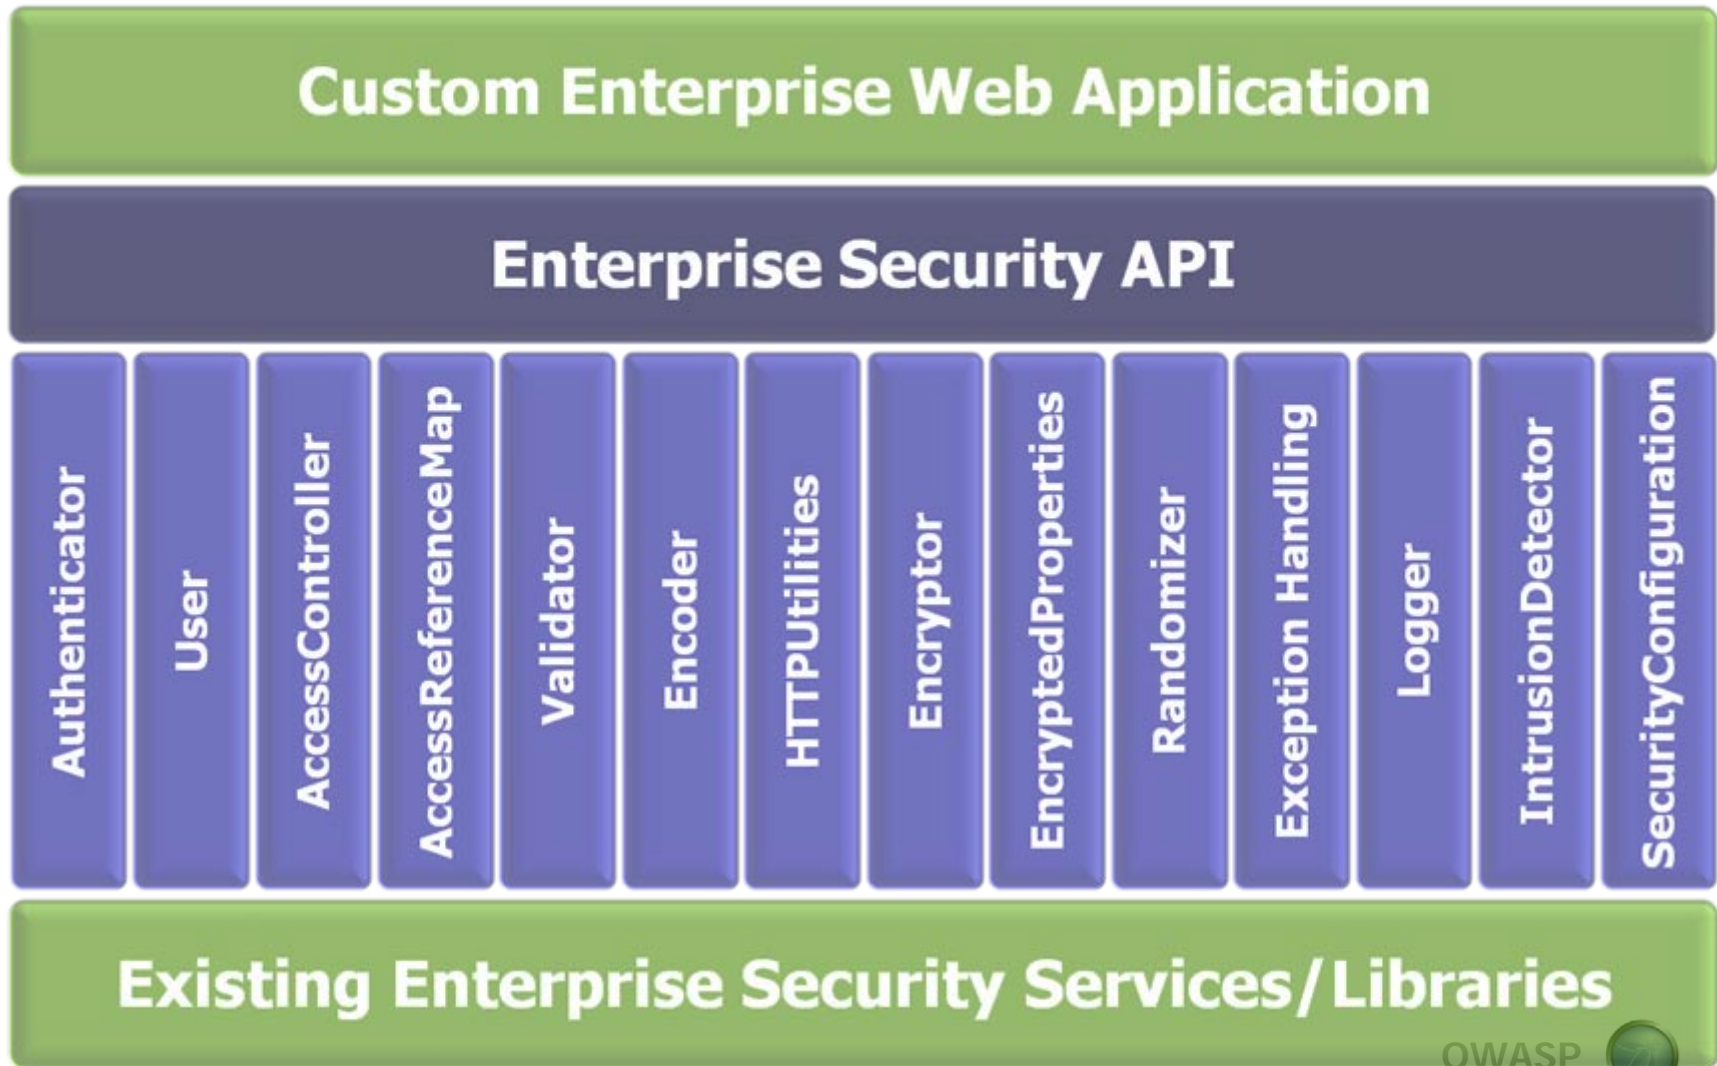 Custom Enterprise Web Application
Enterprise Security API
Authenticator
User
AccessController
AccessReferenceMap
Validator
Encoder
HTTPUtilities
Encryptor
EncryptedProperties
Randomizer
Exception Handling
Logger
IntrusionDetector
SecurityConfiguration
Existing Enterprise Security Services/Libraries
OWASP